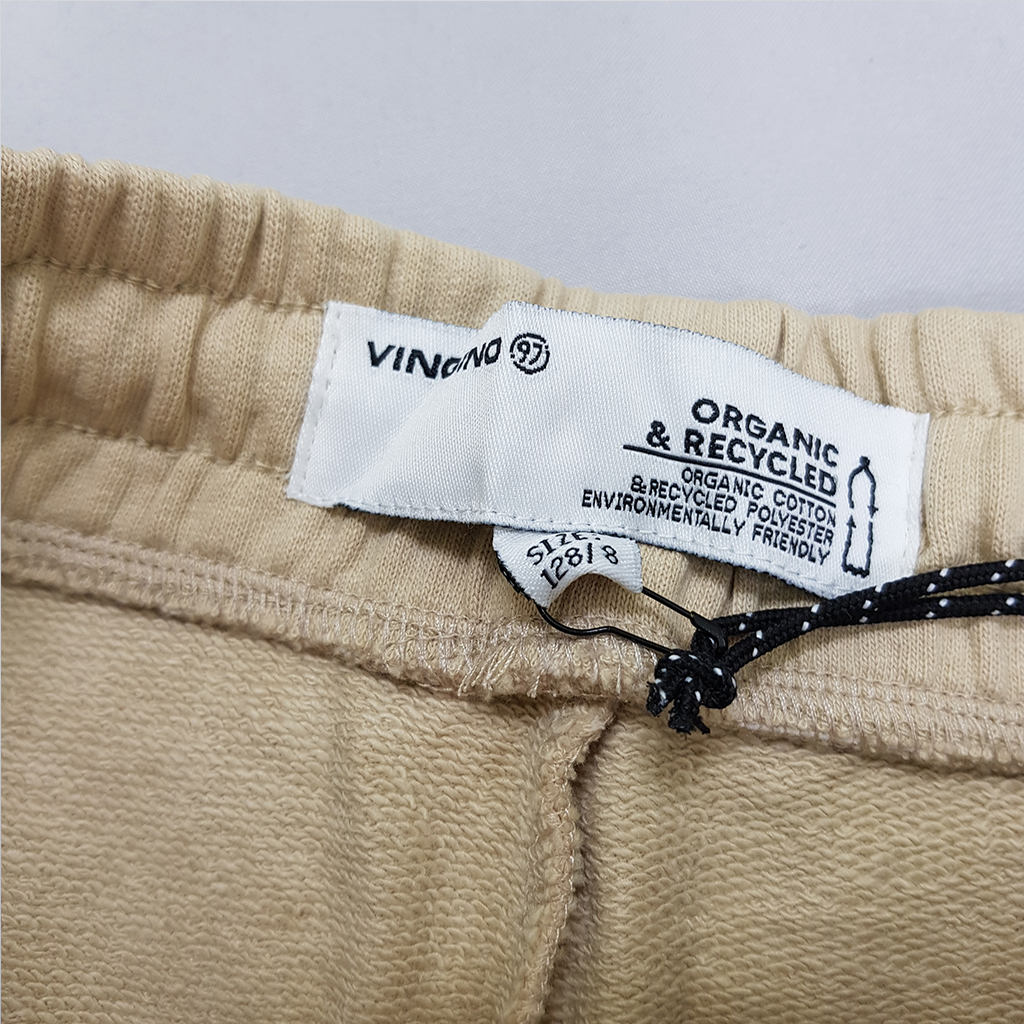 VINGINO 97
ORGANIC
& RECYCLED
ORGANIC COTTON
& RECYCLED POLYESTER
ENVIRONMENTALLY FRIENDLY
SIZE:
128/8